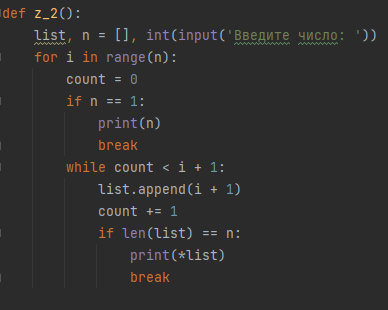 def z_2():
    list, n = [], int(input('Введите число: '))
    for i in range(n):
        count = 0
        if n == 1:
            print(n)
            break
        while count < i + 1:
            list.append(i + 1)
            count += 1
            if len(list) == n:
                print(*list)
                break